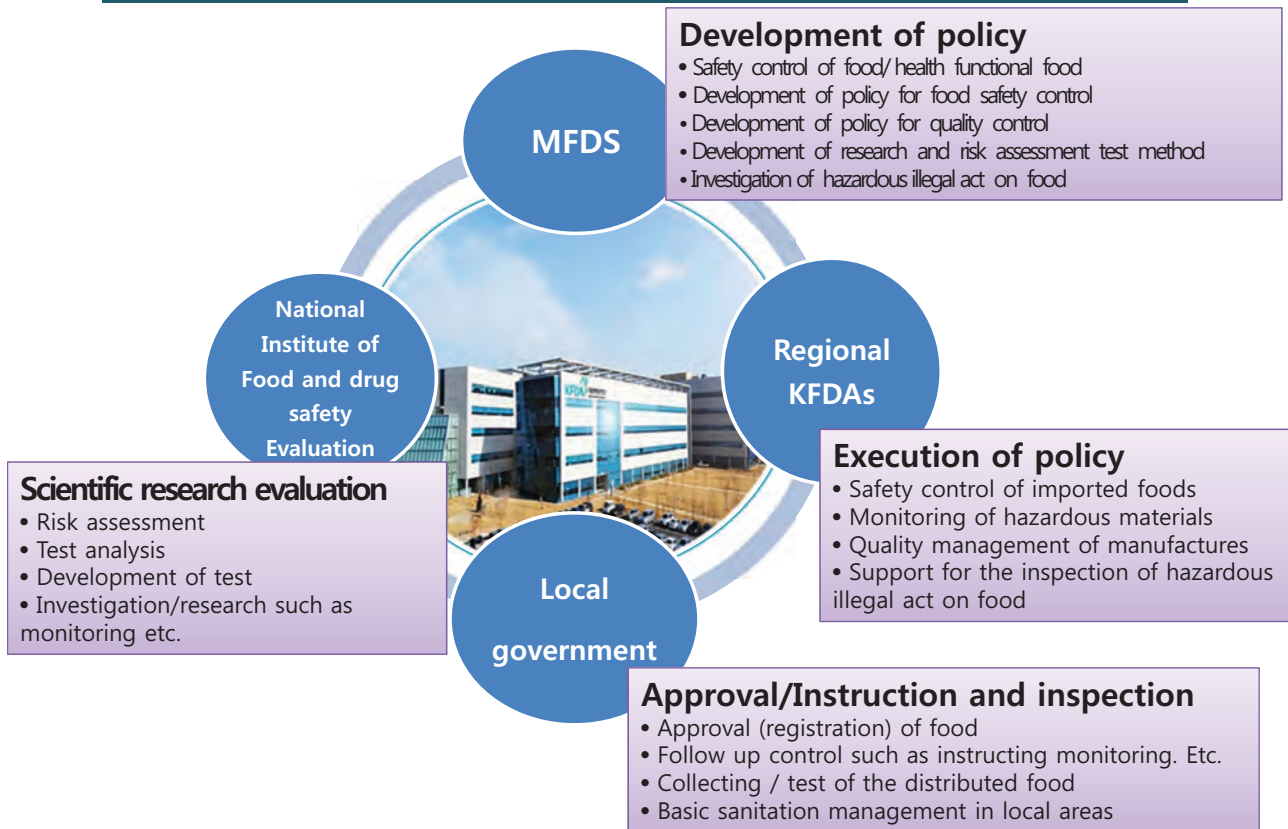 Development of policy
• Safety control of food/ health functional food
• Development of policy for food safety control
• Development of policy for quality control
• Development of research and risk assessment test method
• Investigation of hazardous illegal act on food
MFDS
National
Institute of
Food and drug
safety
Evaluation
Regional
KFDAs
KFDA
Scientific research evaluation
• Risk assessment
• Test analysis
• Development of test
• Investigation/research such as
monitoring etc.
Execution of policy
• Safety control of imported foods
• Monitoring of hazardous materials
• Quality management of manufactures
• Support for the inspection of hazardous
illegal act on food
Local
government
Approval/Instruction and inspection
• Approval (registration) of food
• Follow up control such as instructing monitoring. Etc.
• Collecting / test of the distributed food
• Basic sanitation management in local areas